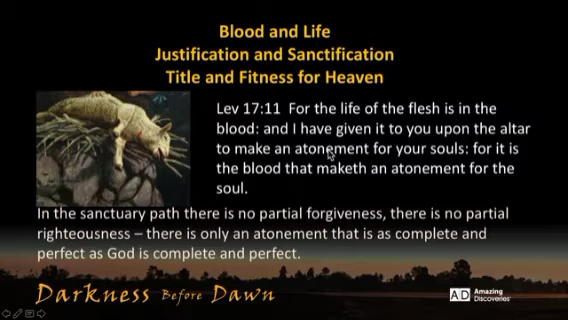 Blood and Life
Justification and Sanctification
Title and Fitness for Heaven
Lev 17:11  For the life of the flesh is in the
blood: and I have given it to you upon the altar
to make an atonement for your souls: for it is
the blood that maketh an atonement for the
soul.
In the sanctuary path there is no partial forgiveness, there is no partial
righteousness – there is only an atonement that is as complete and
perfect as God is complete and perfect.
Darkness Before Dawn
AD Amazing
Discoveries